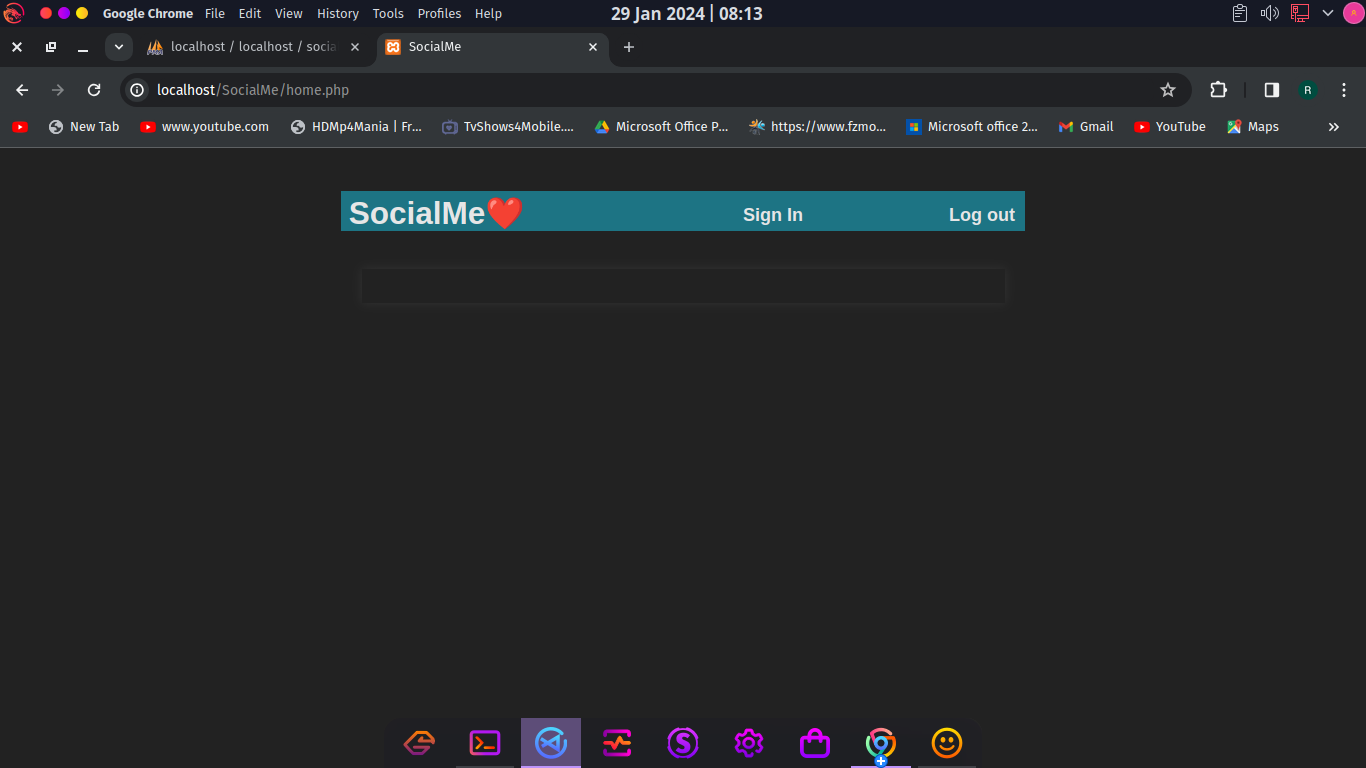 Google Chrome File Edit View History Tools Profiles Help 29 Jan 2024 | 08:13
localhost / localhost / socia SocialMe
localhost/SocialMe/home.php R
New Tab www.youtube.com HDMp4Mania | Fr... TvShows4Mobile.... Microsoft Office P... https://www.fzmo... Microsoft office 2... Gmail YouTube Maps
SocialMe❤️ Sign In Log out